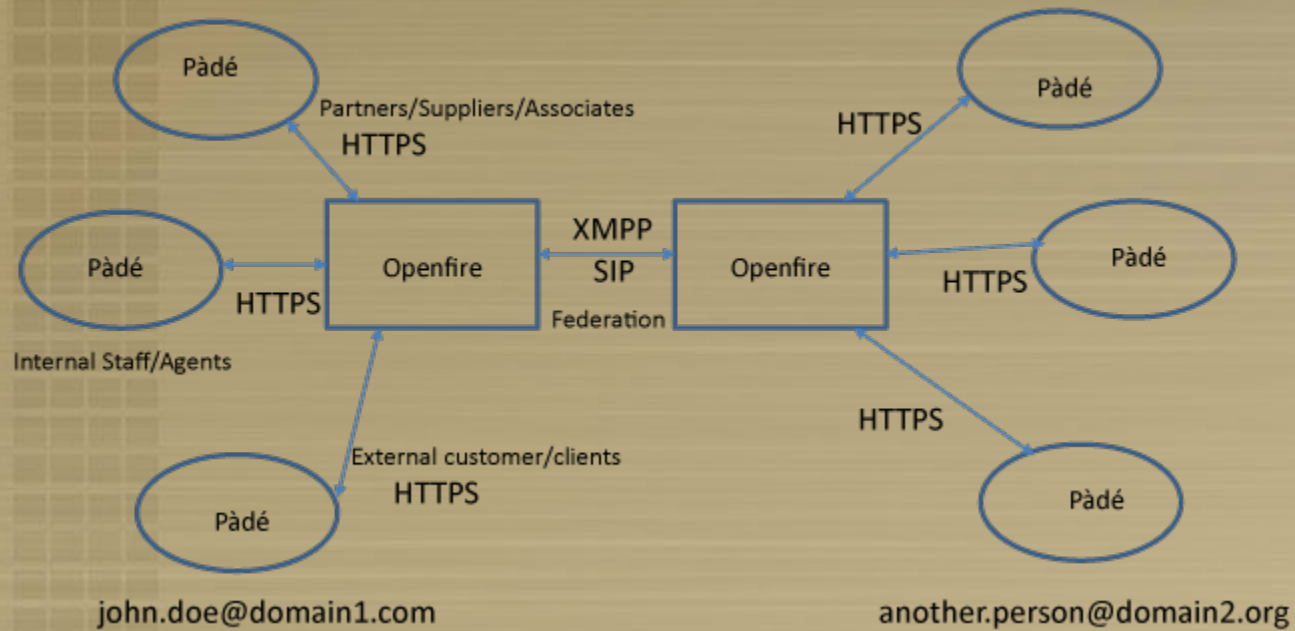 Pàdé
Partners/Suppliers/Associates
HTTPS
Pàdé
HTTPS
Internal Staff/Agents
Openfire
XMPP
SIP
Federation
Openfire
External customer/clients
HTTPS
Pàdé
HTTPS
Pàdé
HTTPS
Pàdé
HTTPS
Pàdé
john.doe@domain1.com
another.person@domain2.org